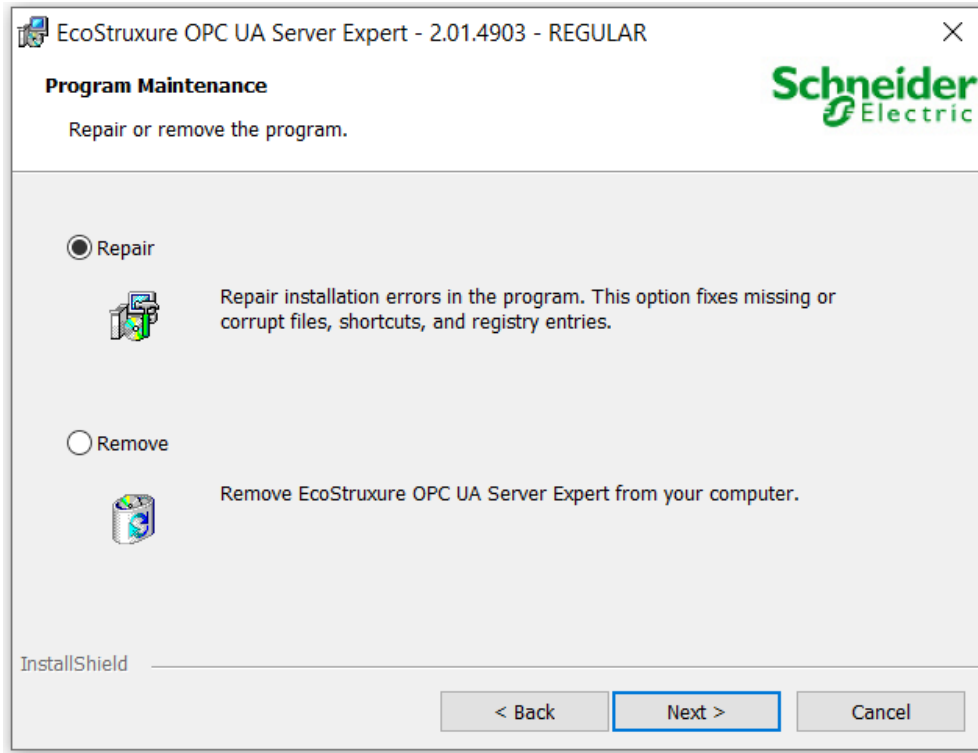 EcoStruxure OPC UA Server Expert - 2.01.4903 - REGULAR
Program Maintenance
Repair or remove the program.
Schneider
Electric
Repair
Repair installation errors in the program. This option fixes missing or
corrupt files, shortcuts, and registry entries.
Remove
Remove EcoStruxure OPC UA Server Expert from your computer.
InstallShield
< Back
Next >
Cancel